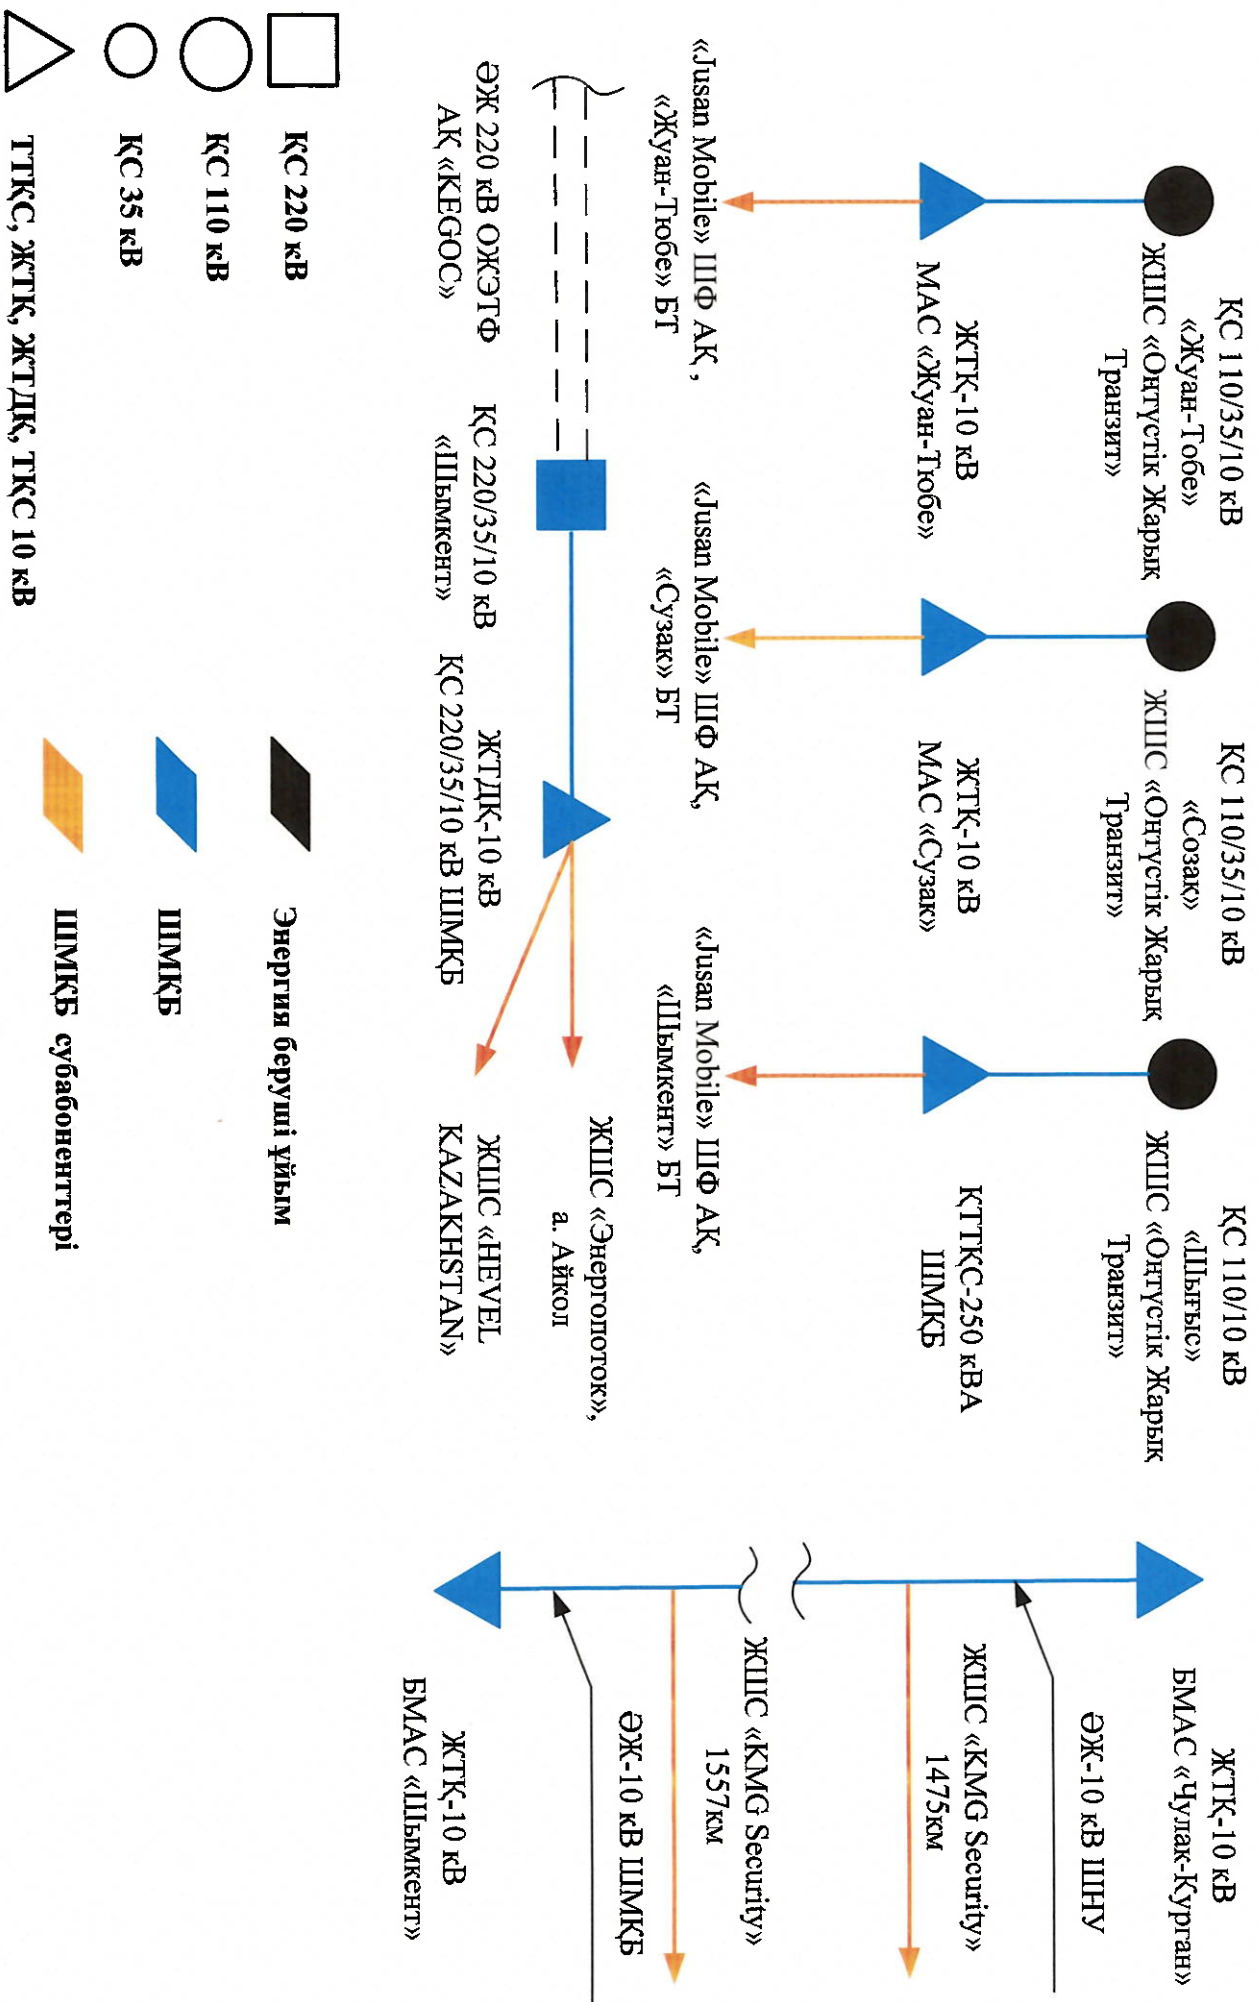 ҚС 110/35/10 кВ
«Жуан-Тобе»
ЖШС «Оңтүстік Жарық
Транзит»
ҚС 110/35/10 кВ
«Созақ»
ЖШС «Оңтүстік Жарық
Транзит»
ҚС 110/10 кВ
«Шығыс»
ЖШС «Оңтүстік Жарық
Транзит»
ЖТҚ-10 кВ
БМАС «Чулак-Курган»
ЖТҚ-10 кВ
МАС «Жуан-Тюбе»
ЖТҚ-10 кВ
МАС «Сузак»
ҚТТҚС-250 кВА
ШМҚБ
ӘЖ-10 кВ ШНУ
ЖШС «KMG Security»
1475км
«Jusan Mobile» ШФ АҚ ,
«Жуан-Тюбе» БТ
«Jusan Mobile» ШФ АҚ,
«Сузак» БТ
«Jusan Mobile» ШФ АҚ,
«Шымкент» БТ
ЖШС «KMG Security»
1557км
ӘЖ-10 кВ ШМҚБ
ӘЖ 220 кВ ОЖЭТФ
АҚ «KEGOC»
ҚС 220/35/10 кВ
«Шымкент»
ЖТДҚ-10 кВ
ҚС 220/35/10 кВ ШМҚБ
ЖШС «Энергопоток»,
а. Айкол
ЖШС «HEVEL
KAZAKHSTAN»
ЖТҚ-10 кВ
БМАС «Шымкент»
ҚС 220 кВ
ҚС 110 кВ
ҚС 35 кВ
ТТҚС, ЖТҚ, ЖТДҚ, ТҚС 10 кВ
Энергия беруші ұйым
ШМҚБ
ШМҚБ субабоненттері